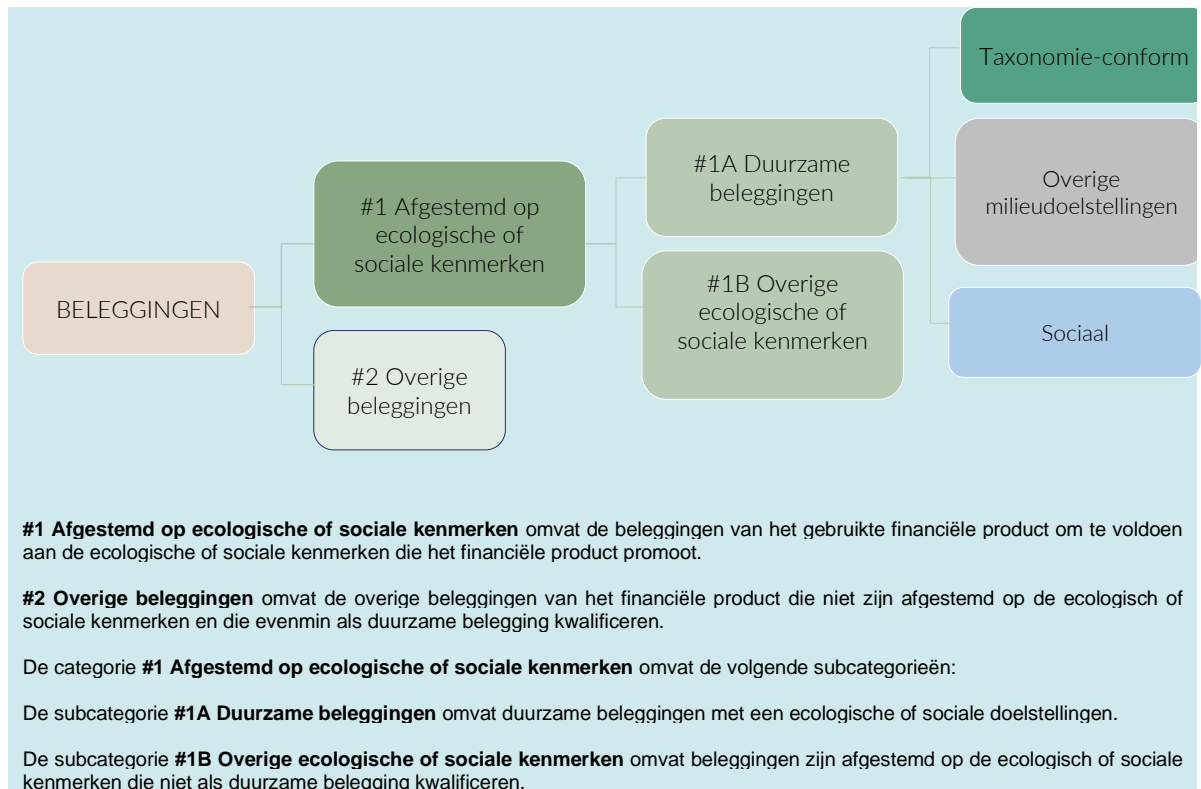 Taxonomie-conform
#1A Duurzame
beleggingen
Overige
milieudoelstellingen
#1 Afgestemd op
ecologische of
sociale kenmerken
#1B Overige
ecologische of
sociale kenmerken
BELEGGINGEN
Sociaal
#2 Overige
beleggingen
#1 Afgestemd op ecologische of sociale kenmerken omvat de beleggingen van het gebruikte financiële product om te voldoen
aan de ecologische of sociale kenmerken die het financiële product promoot.
#2 Overige beleggingen omvat de overige beleggingen van het financiële product die niet zijn afgestemd op de ecologisch of
sociale kenmerken en die evenmin als duurzame belegging kwalificeren.
De categorie #1 Afgestemd op ecologische of sociale kenmerken omvat de volgende subcategorieën:
De subcategorie #1A Duurzame beleggingen omvat duurzame beleggingen met een ecologische of sociale doelstellingen.
De subcategorie #1B Overige ecologische of sociale kenmerken omvat beleggingen zijn afgestemd op de ecologisch of sociale
kenmerken die niet als duurzame belegging kwalificeren.